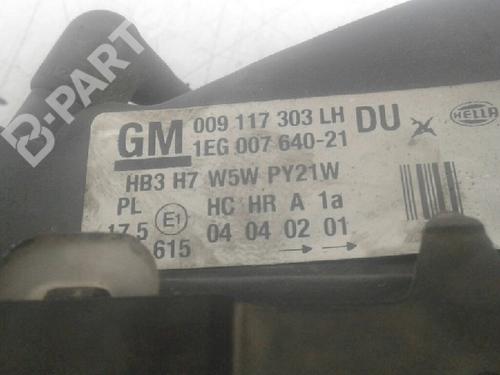 B-PARTS
GM 009 117 303 LH DU
1EG 007 640-21
HELLA
HB3 H7 W5W PY21W
PL HC HR A 1a
17.5 E1
615 04 04 02 01